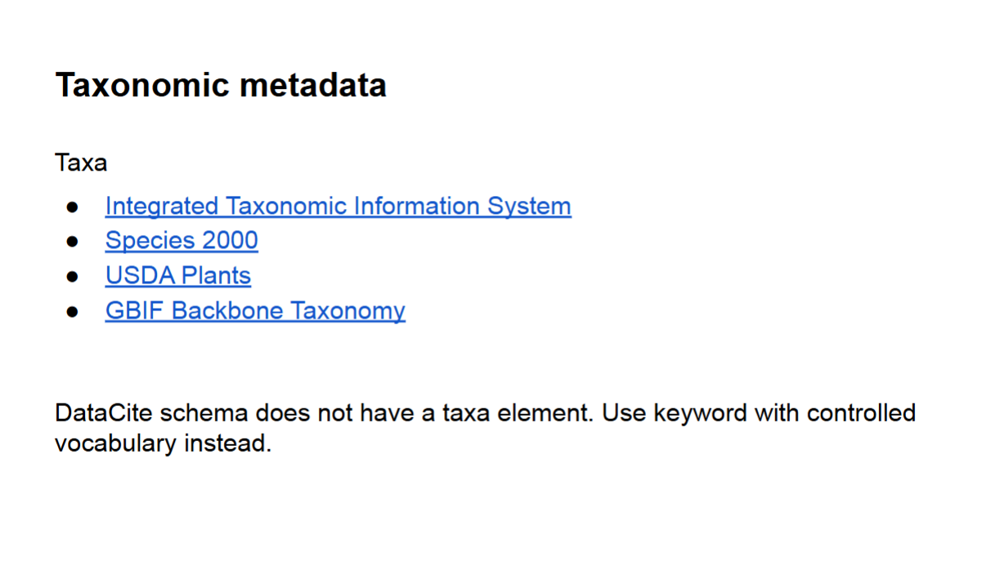 Taxonomic metadata
Taxa
● Integrated Taxonomic Information System
● Species 2000
● USDA Plants
● GBIF Backbone Taxonomy
DataCite schema does not have a taxa element. Use keyword with controlled
vocabulary instead.